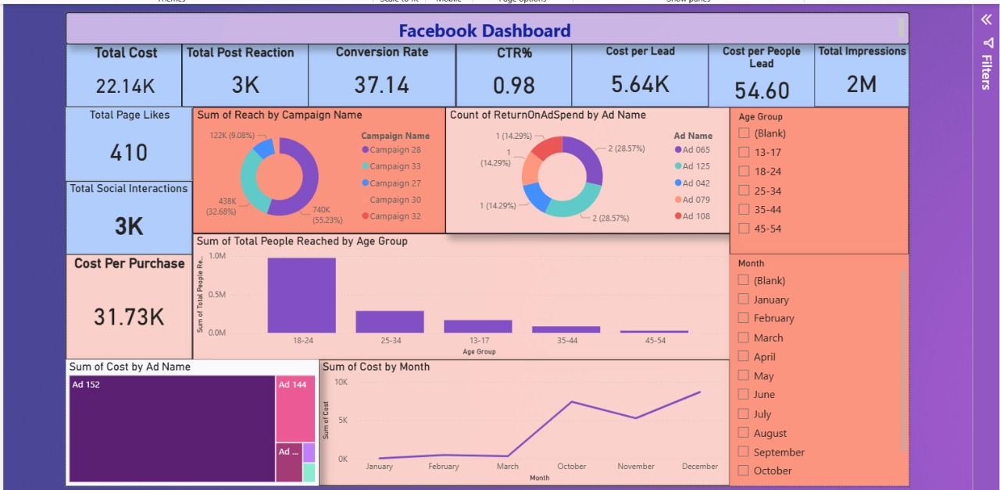 Facebook Dashboard
Total Cost
22.14K
Total Post Reaction
3K
Conversion Rate
37.14
CTR%
0.98
Cost per Lead
5.64K
Cost per People
Lead
54.60
Total Impressions
2M
Filters
Total Page Likes
410
Total Social Interactions
3K
Cost Per Purchase
31.73K
Sum of Reach by Campaign Name
122K (9.08%)
438K
(32.68%)
740K
(55.23%)
Campaign Name
Campaign 28
Campaign 33
Campaign 27
Campaign 30
Campaign 32
Count of ReturnOnAdSpend by Ad Name
1 (14.29%)
1
(14.29%)
1 (14.29%)
2 (28.57%)
2 (28.57%)
Ad Name
Ad 065
Ad 125
Ad 042
Ad 079
Ad 108
Age Group
(Blank)
13-17
18-24
25-34
35-44
45-54
Sum of Total People Reached by Age Group
Sum of Total People Re...
1.0M
0.5M
0.0M
18-24
25-34
13-17
35-44
45-54
Age Group
Month
(Blank)
January
February
March
April
May
June
July
August
September
October
Sum of Cost by Ad Name
Ad 152
Ad 144
Ad ...
Sum of Cost by Month
Sum of Cost
10K
5K
0K
January
February
March
October
November
December
Month